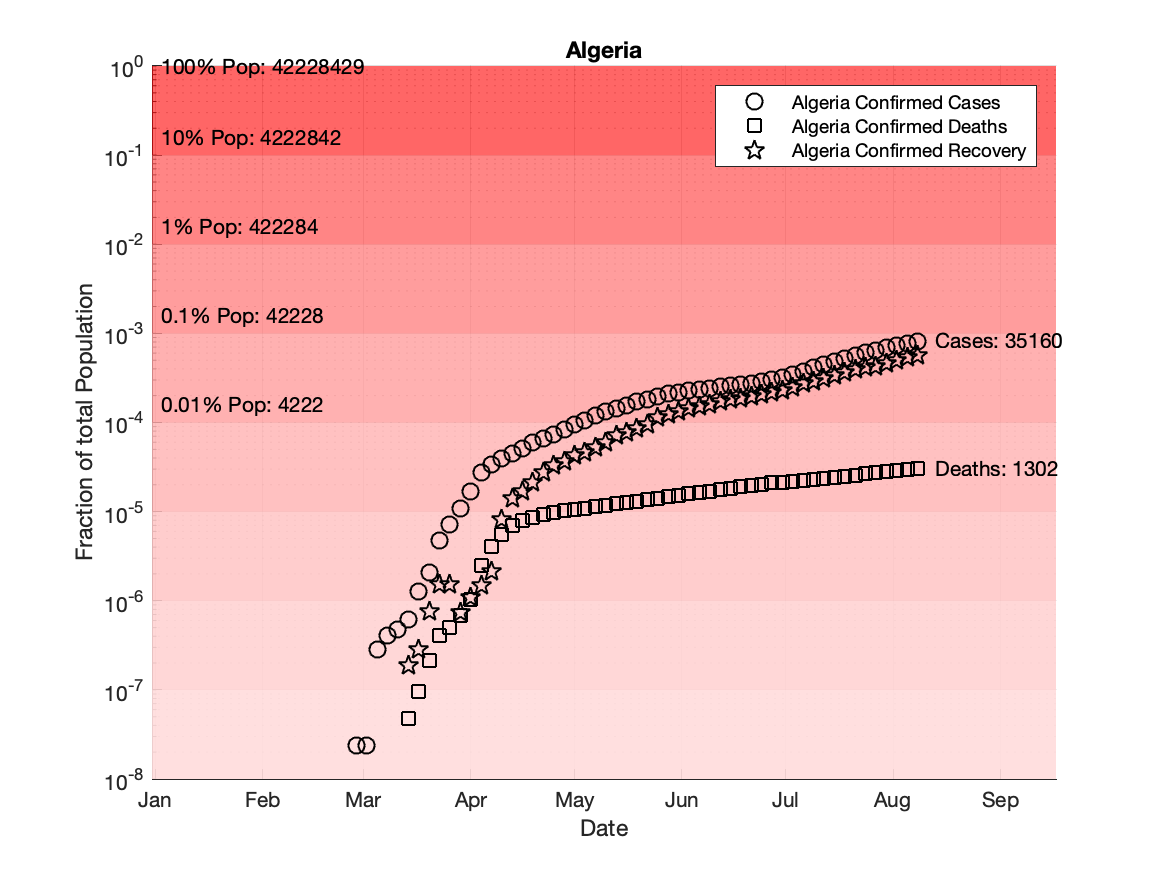 Algeria
10^0
10^-1
10^-2
10^-3
10^-4
10^-5
10^-6
10^-7
10^-8
Fraction of total Population
100% Pop: 42228429
10% Pop: 4222842
1% Pop: 422284
0.1% Pop: 42228
0.01% Pop: 4222
Algeria Confirmed Cases
Algeria Confirmed Deaths
Algeria Confirmed Recovery
Cases: 35160
Deaths: 1302
Jan Feb Mar Apr May Jun Jul Aug Sep
Date